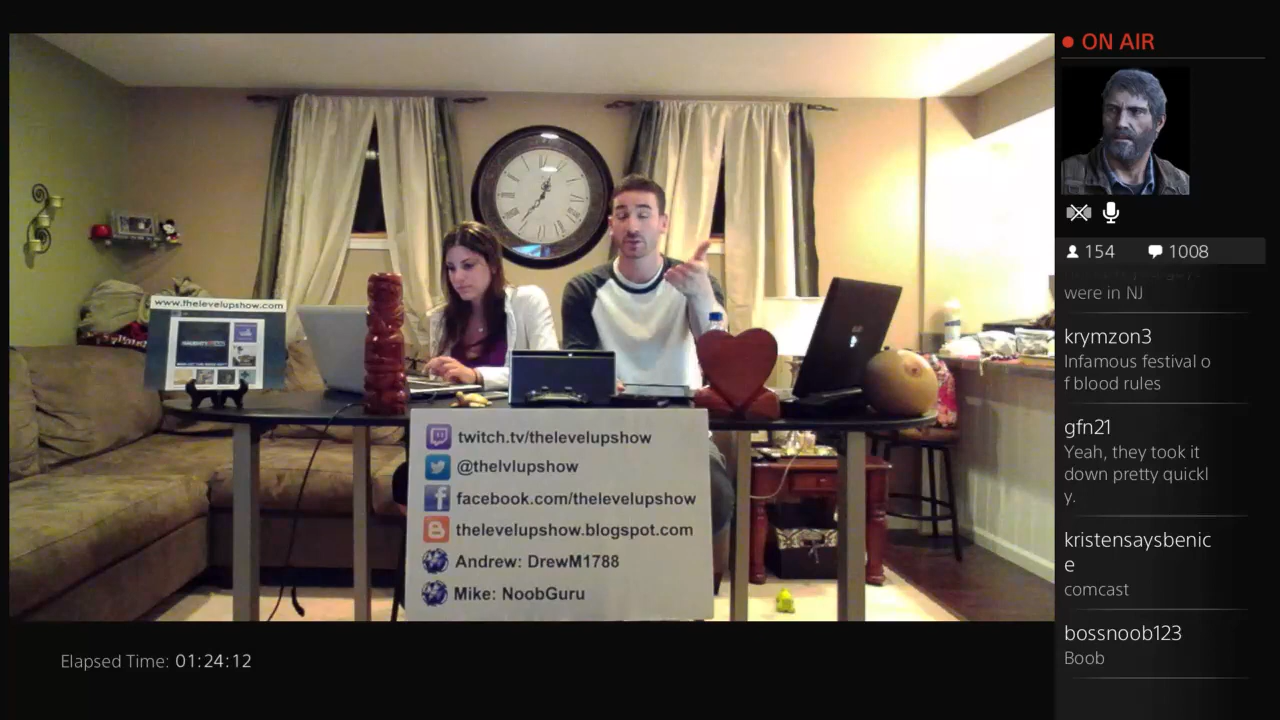 ON AIR
154 1008
were in NJ
krymzon3
Infamous festival o
f blood rules
gfn21
Yeah, they took it
down pretty quickl
y.
kristensaysbenic
e
comcast
bossnoob123
Boob
www.thelevelupshow.com
twitch.tv/thelevelupshow
@thelvlupshow
facebook.com/thelevelupshow
thelevelupshow.blogspot.com
Andrew: DrewM1788
Mike: NoobGuru
Elapsed Time: 01:24:12